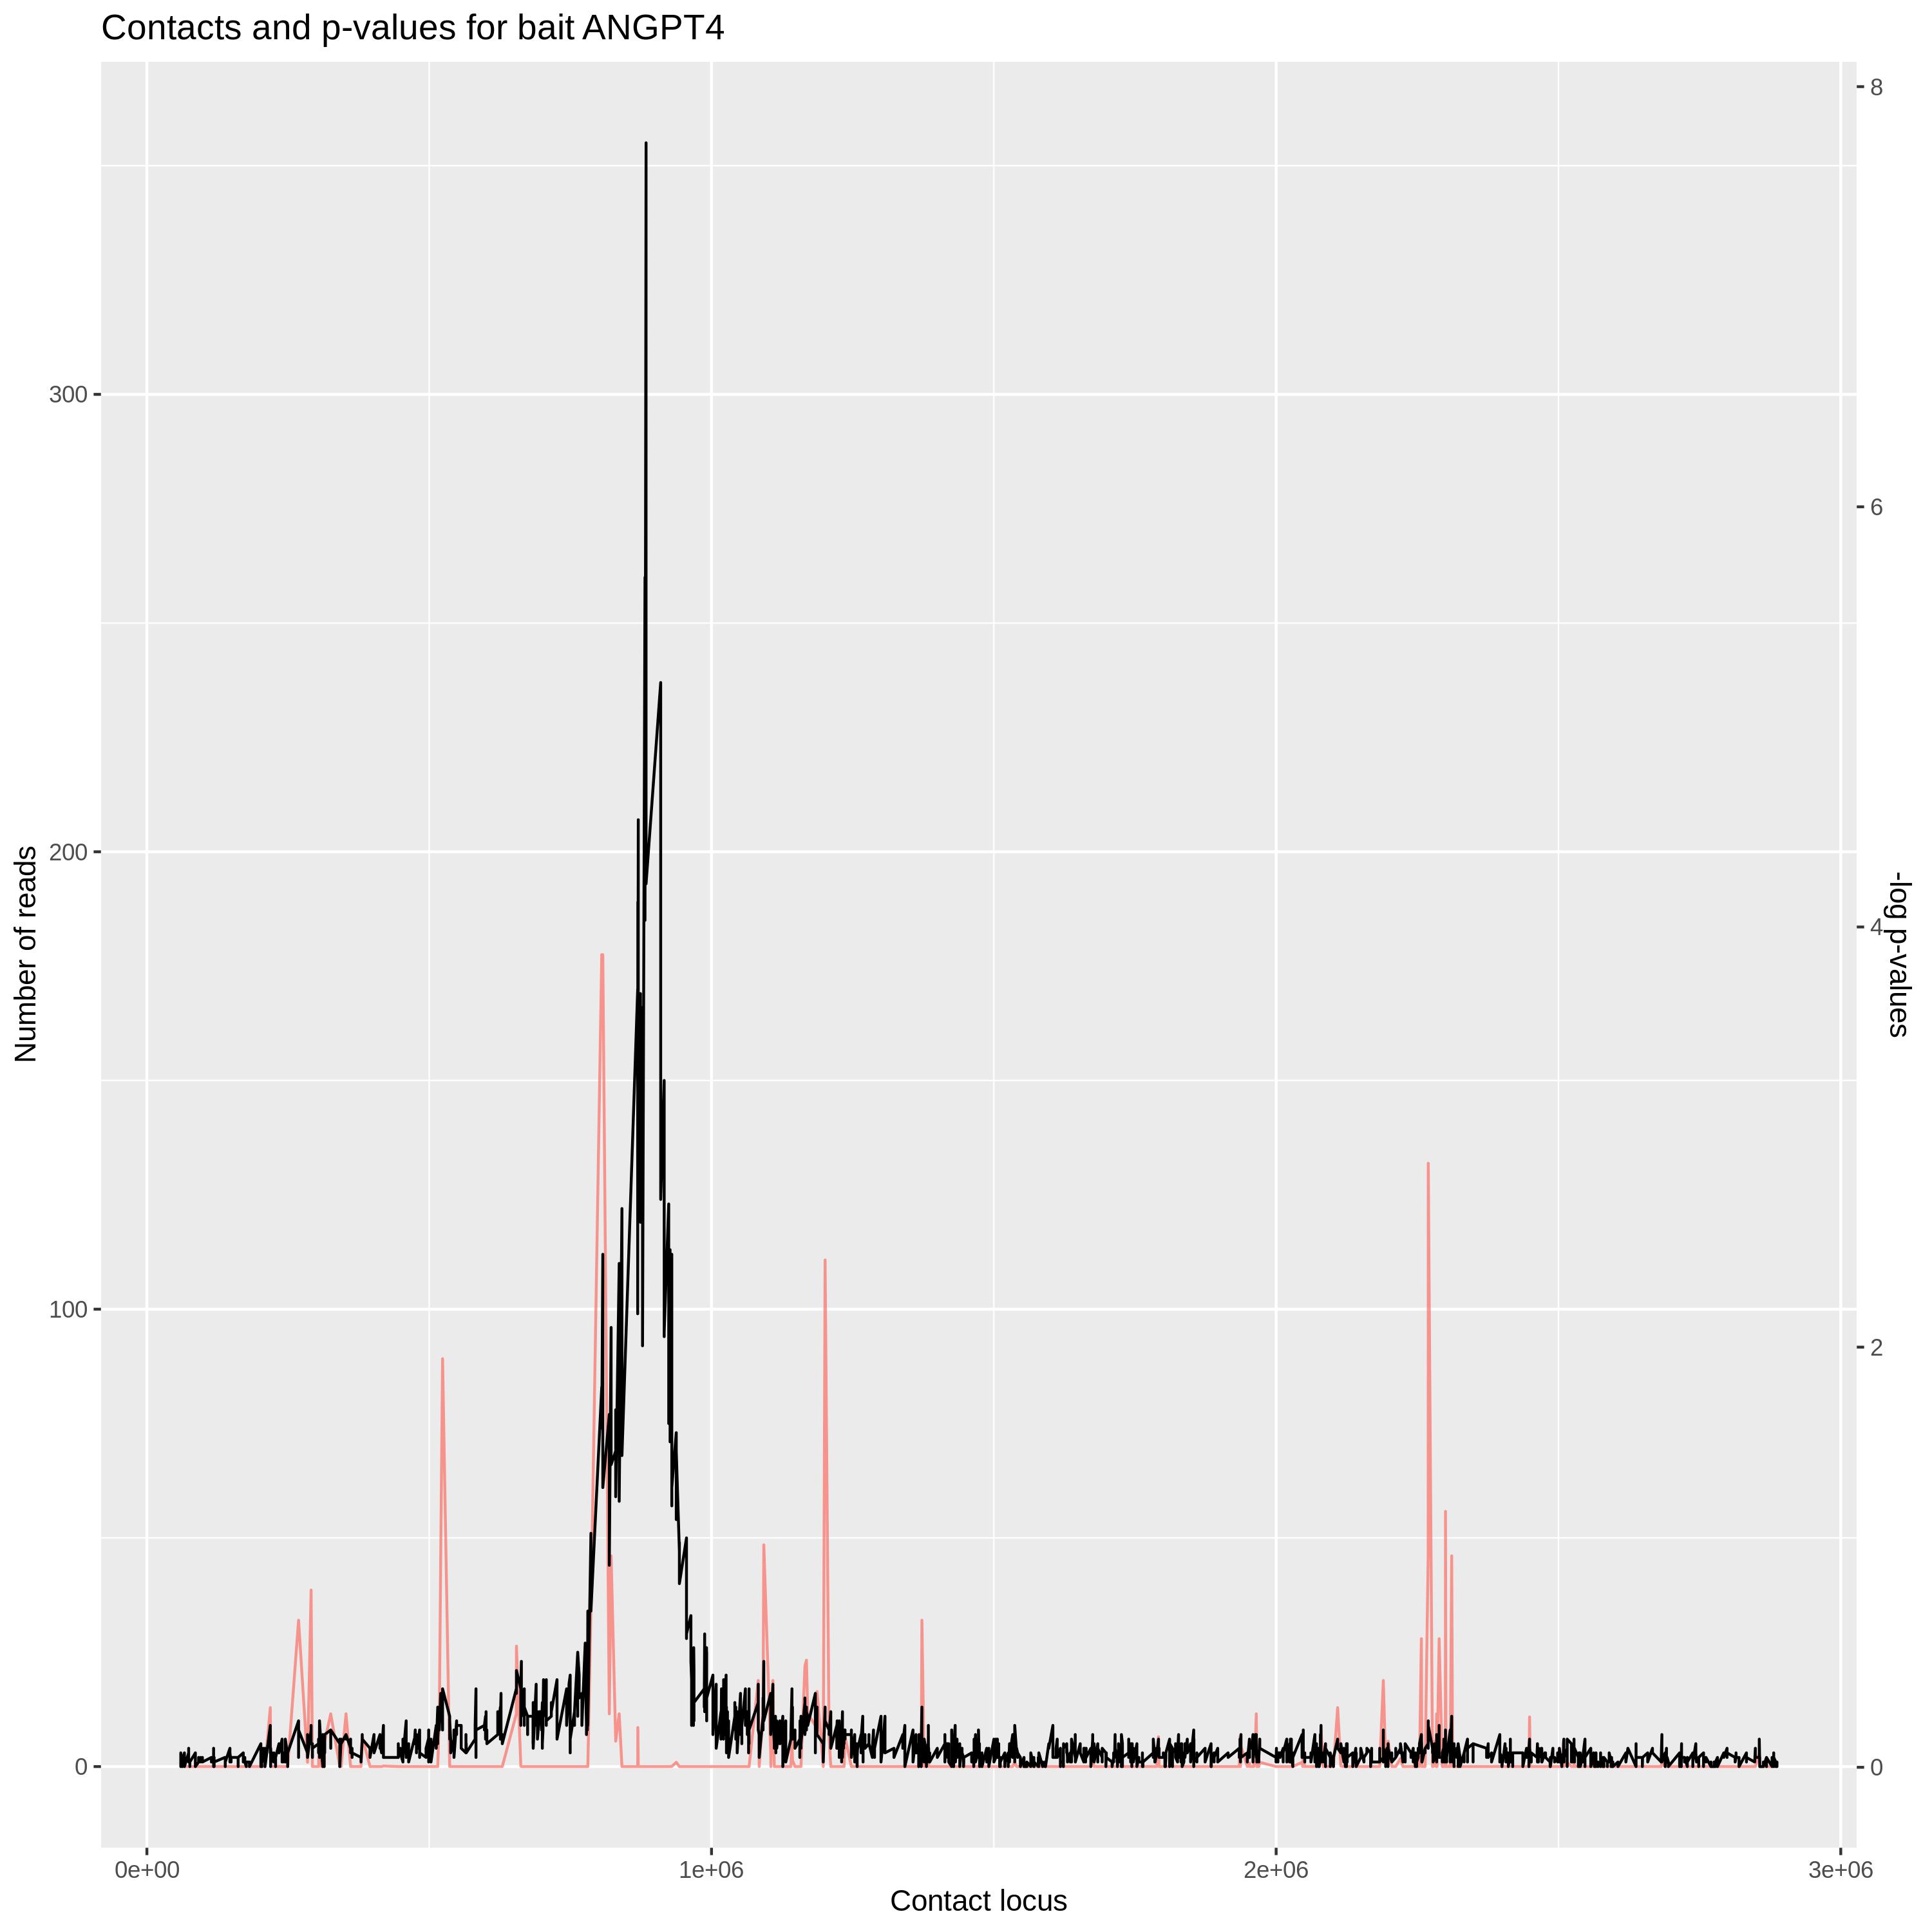 Contacts and p-values for bait ANGPT4
Number of reads
300
200
100
0
8
6
4
2
0
-log p-values
0e+00
1e+06
2e+06
3e+06
Contact locus